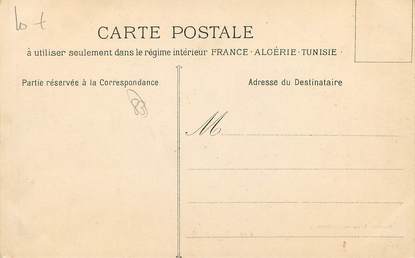 Lot
CARTE POSTALE
à utiliser seulement dans le régime intérieur FRANCE - ALGÉRIE - TUNISIE -
Partie réservée à la Correspondance
Adresse du Destinataire
83
M